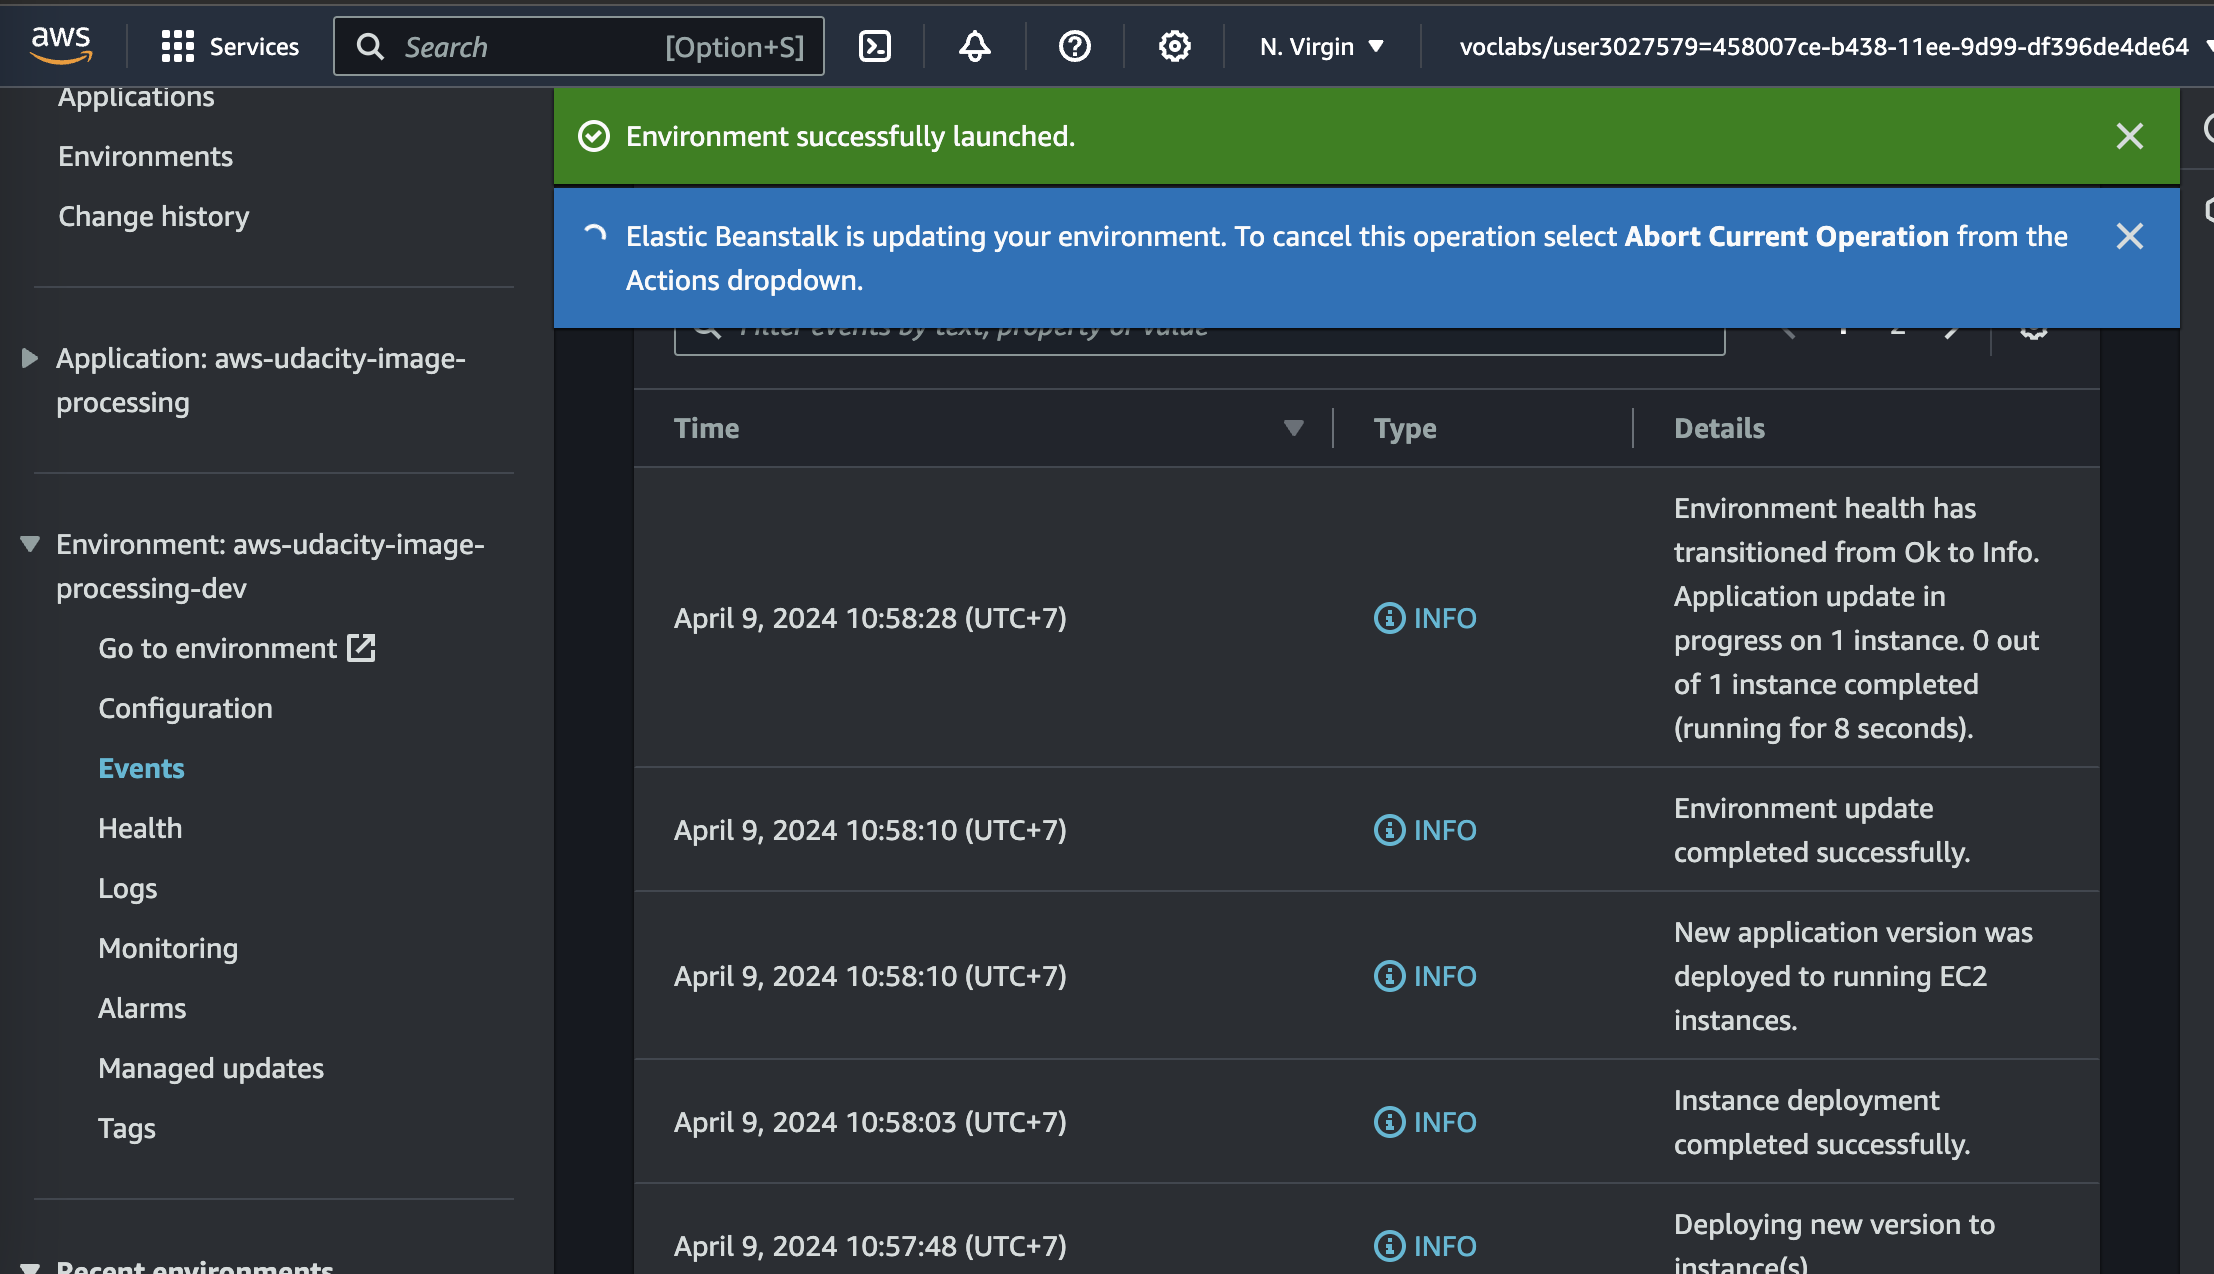 aws
Services
Search
[Option+S]
N. Virgin
voclabs/user3027579=458007ce-b438-11ee-9d99-df396de4de64
Applications
Environments
Change history
Application: aws-udacity-image-
processing
Environment: aws-udacity-image-
processing-dev
Go to environment
Configuration
Events
Health
Logs
Monitoring
Alarms
Managed updates
Tags
Recent environments
Environment successfully launched.
Elastic Beanstalk is updating your environment. To cancel this operation select Abort Current Operation from the
Actions dropdown.
Filter events by text, property or value
1 2
Time
Type
Details
April 9, 2024 10:58:28 (UTC+7)
INFO
Environment health has
transitioned from Ok to Info.
Application update in
progress on 1 instance. 0 out
of 1 instance completed
(running for 8 seconds).
April 9, 2024 10:58:10 (UTC+7)
INFO
Environment update
completed successfully.
April 9, 2024 10:58:10 (UTC+7)
INFO
New application version was
deployed to running EC2
instances.
April 9, 2024 10:58:03 (UTC+7)
INFO
Instance deployment
completed successfully.
April 9, 2024 10:57:48 (UTC+7)
INFO
Deploying new version to
instance(s)